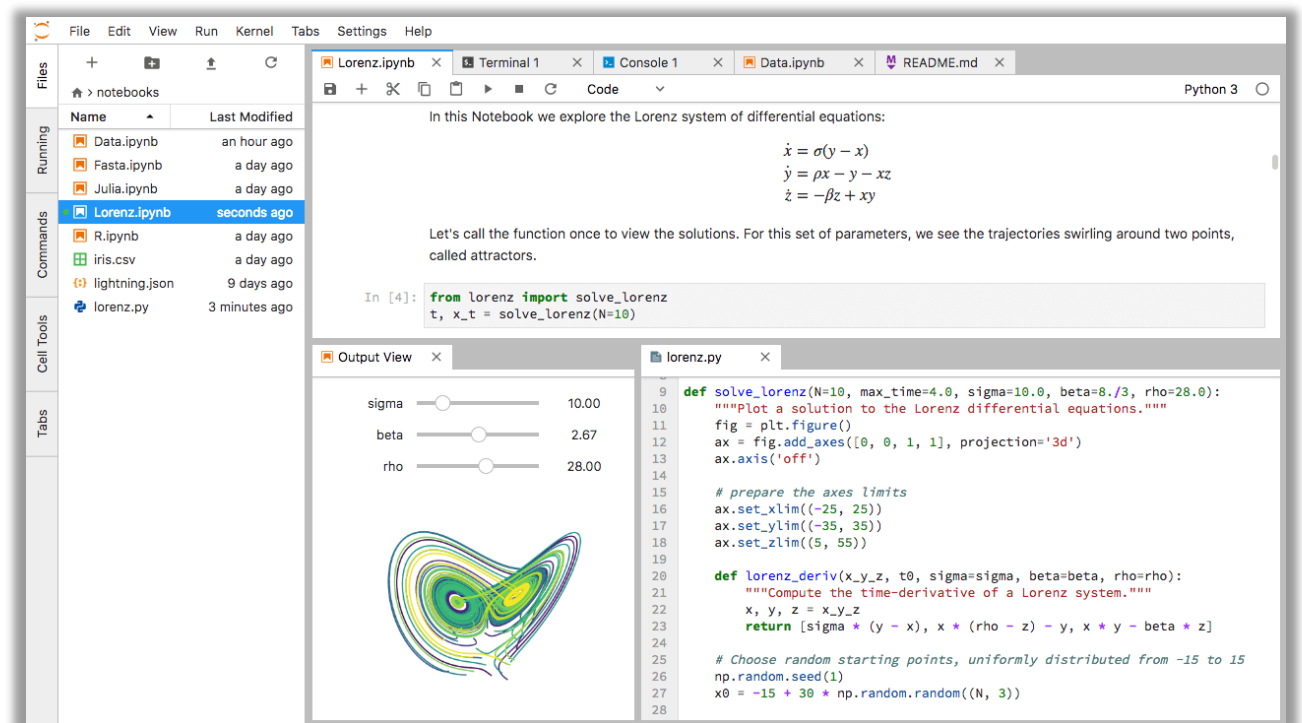 File Edit View Run Kernel Tabs Settings Help
Files
Running
Commands
Cell Tools
Tabs
> notebooks
Name Last Modified
Data.ipynb an hour ago
Fasta.ipynb a day ago
Julia.ipynb a day ago
Lorenz.ipynb seconds ago
R.ipynb a day ago
iris.csv a day ago
lightning.json 9 days ago
lorenz.py 3 minutes ago
Lorenz.ipynb Terminal 1 Console 1 Data.ipynb README.md
Code Python 3
In this Notebook we explore the Lorenz system of differential equations:
ẋ = σ(y − x)
ẏ = ρx − y − xz
ż = −βz + xy
Let's call the function once to view the solutions. For this set of parameters, we see the trajectories swirling around two points,
called attractors.
In [4]: from lorenz import solve_lorenz
t, x_t = solve_lorenz(N=10)
Output View
sigma 10.00
beta 2.67
rho 28.00
lorenz.py
9 def solve_lorenz(N=10, max_time=4.0, sigma=10.0, beta=8./3, rho=28.0):
10 """Plot a solution to the Lorenz differential equations."""
11 fig = plt.figure()
12 ax = fig.add_axes([0, 0, 1, 1], projection='3d')
13 ax.axis('off')
14
15 # prepare the axes limits
16 ax.set_xlim((-25, 25))
17 ax.set_ylim((-35, 35))
18 ax.set_zlim((5, 55))
19
20 def lorenz_deriv(x_y_z, t0, sigma=sigma, beta=beta, rho=rho):
21 """Compute the time-derivative of a Lorenz system."""
22 x, y, z = x_y_z
23 return [sigma * (y - x), x * (rho - z) - y, x * y - beta * z]
24
25 # Choose random starting points, uniformly distributed from -15 to 15
26 np.random.seed(1)
27 x0 = -15 + 30 * np.random.random((N, 3))
28